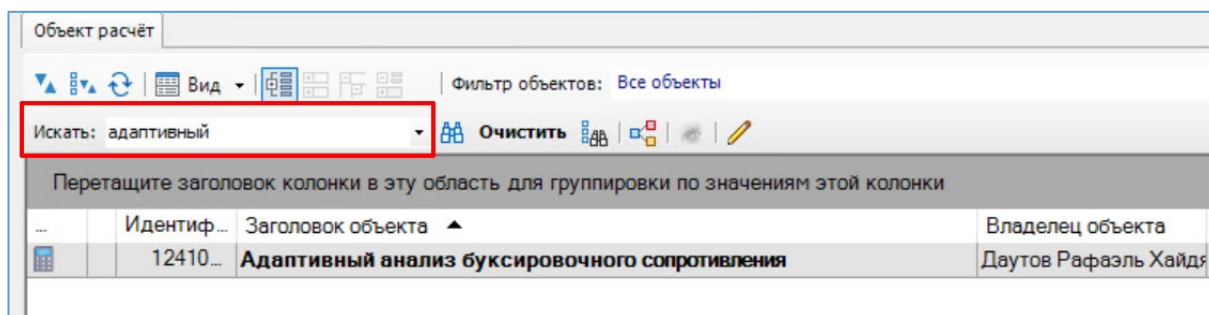 Объект расчёт
Вид Фильтр объектов: Все объекты
Искать: адаптивный Очистить
Перетащите заголовок колонки в эту область для группировки по значениям этой колонки
... Идентиф... Заголовок объекта Владелец объекта
12410... Адаптивный анализ буксировочного сопротивления Даутов Рафаэль Хайдя